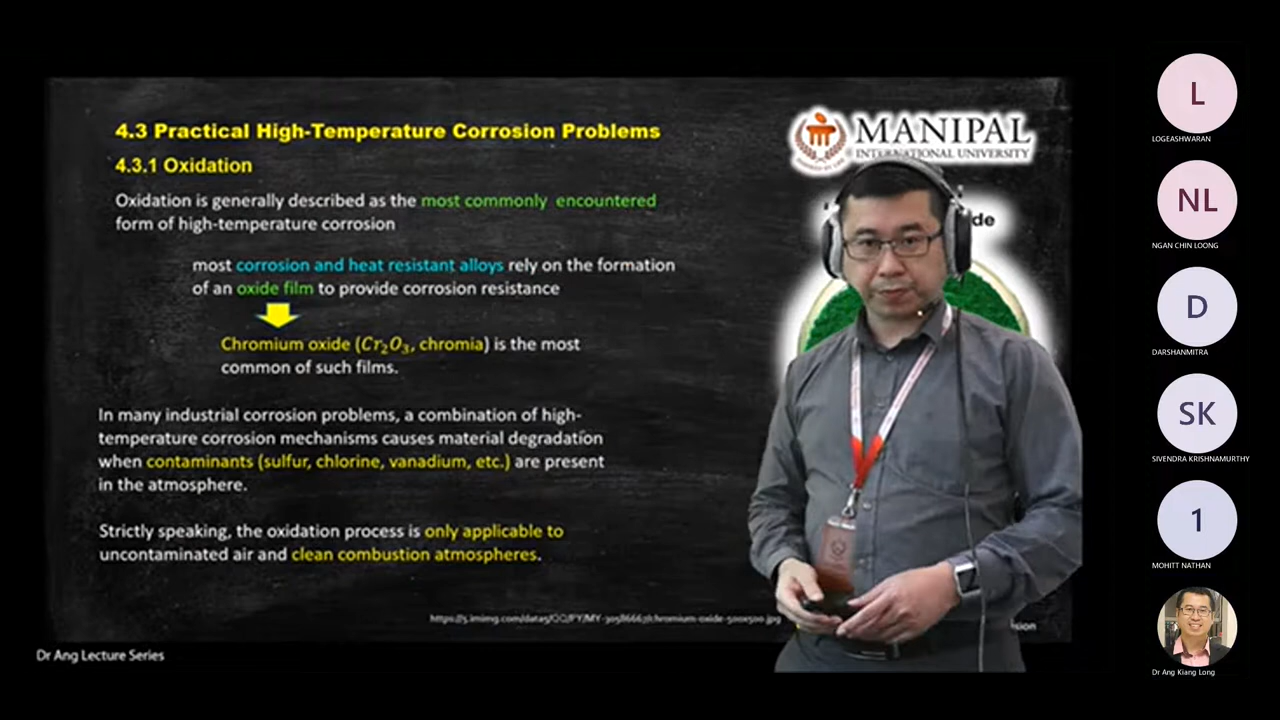 4.3 Practical High-Temperature Corrosion Problems
4.3.1 Oxidation
Oxidation is generally described as the most commonly encountered
form of high-temperature corrosion
most corrosion and heat resistant alloys rely on the formation
of an oxide film to provide corrosion resistance
Chromium oxide (Cr₂O₃, chromia) is the most
common of such films.
In many industrial corrosion problems, a combination of high-
temperature corrosion mechanisms causes material degradation
when contaminants (sulfur, chlorine, vanadium, etc.) are present
in the atmosphere.
Strictly speaking, the oxidation process is only applicable to
uncontaminated air and clean combustion atmospheres.
MANIPAL
INTERNATIONAL UNIVERSITY
de
sion
Dr Ang Lecture Series
L
LOGEASHWARAN
NL
NGAN CHIN LOONG
D
DARSHANMITRA
SK
SIVENDRA KRISHNAMURTHY
1
MOHITT NATHAN
Dr Ang Kiang Long